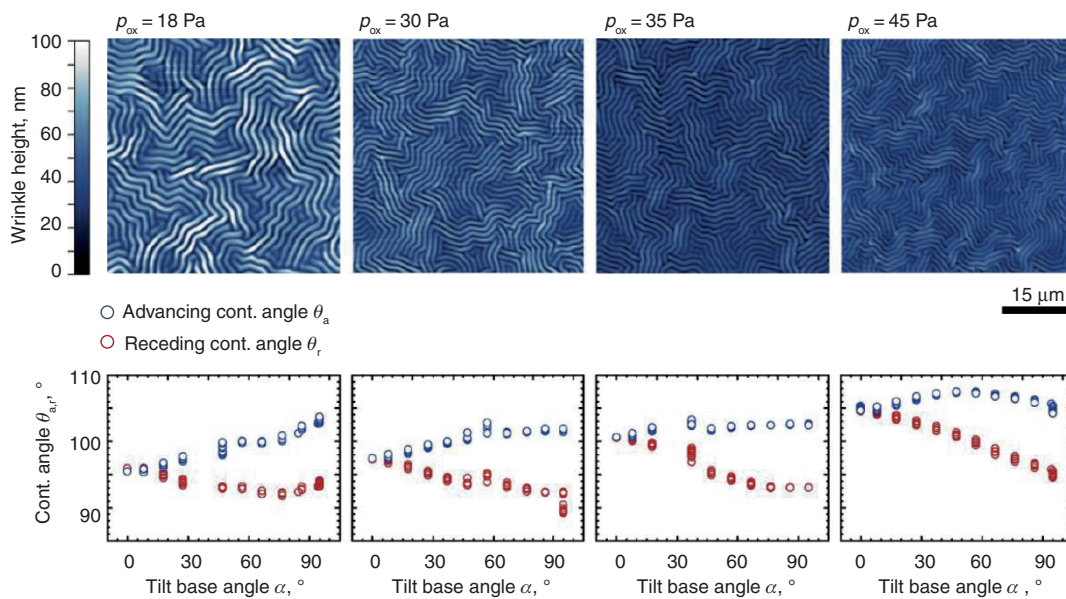 p_ox = 18 Pa
p_ox = 30 Pa
p_ox = 35 Pa
p_ox = 45 Pa
Wrinkle height, nm
100
80
60
40
20
0
15 μm
Advancing cont. angle θ_a
Receding cont. angle θ_r
Cont. angle θ_a,r, °
110
100
90
0 30 60 90
0 30 60 90
0 30 60 90
0 30 60 90
Tilt base angle α, °
Tilt base angle α, °
Tilt base angle α, °
Tilt base angle α , °